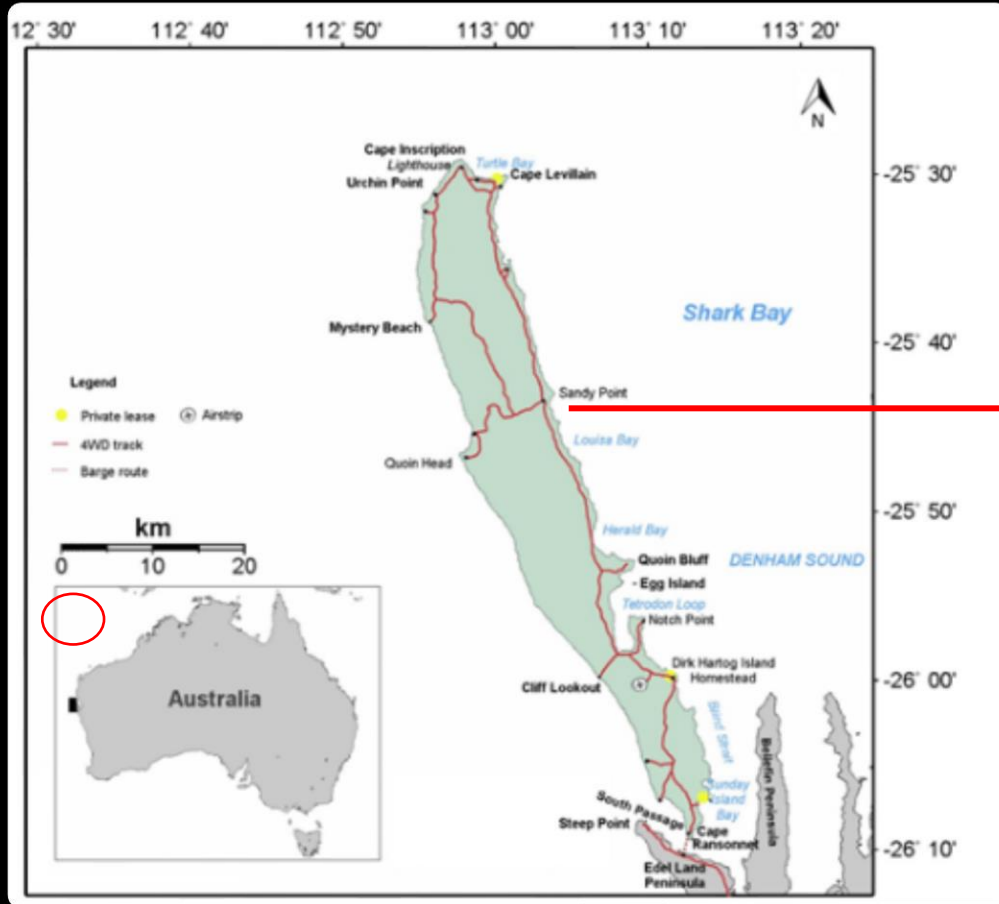 12° 30' 112° 40' 112° 50' 113° 00' 113° 10' 113° 20'
N
Cape Inscription
Lighthouse
Turtle Bay
Urchin Point
Cape Levillain
-25° 30'
Shark Bay
Mystery Beach
-25° 40'
Legend
Private lease
Airstrip
4WD track
Barge route
Sandy Point
Louisa Bay
Quoin Head
-25° 50'
Herald Bay
km
0 10 20
Quoin Bluff
DENHAM SOUND
Egg Island
Tetrodon Loop
Notch Point
Australia
Dirk Hartog Island
Homestead
Cliff Lookout
-26° 00'
Blind Strait
Bellefin Peninsula
Sunday
Island
Bay
South Passage
Steep Point
Cape
Ransonnet
Edel Land
Peninsula
-26° 10'